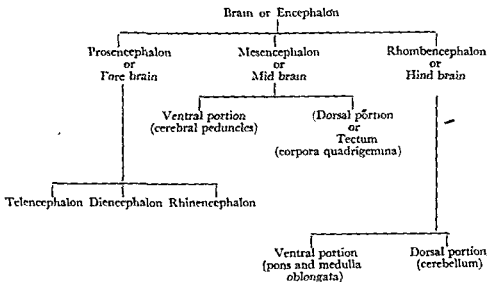 Brain or Encephalon
Prosencephalon
or
Fore brain
Mesencephalon
or
Mid brain
Rhombencephalon
or
Hind brain
Ventral portion
(cerebral peduncles)
(Dorsal portion
or
Tectum
(corpora quadrigemina)
Telencephalon Diencephalon Rhinencephalon
Ventral portion
(pons and medulla
oblongata)
Dorsal portion
(cerebellum)